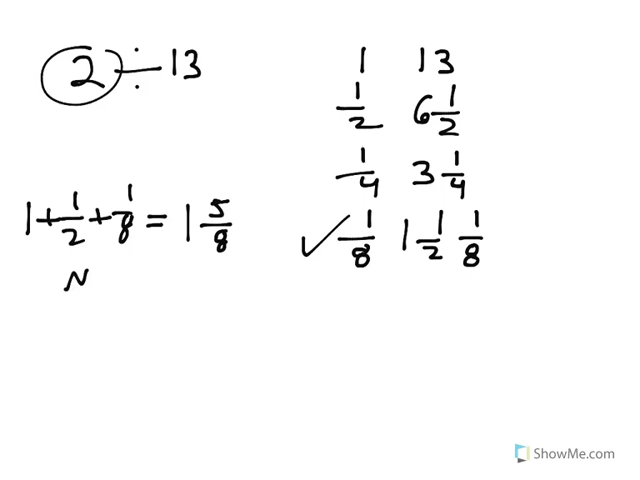 2 ÷ 13
1 + 1/2 + 1/8 = 1 5/8
N
1 13
1/2 6 1/2
1/4 3 1/4
✓ 1/8 1 1/2 1/8
ShowMe.com